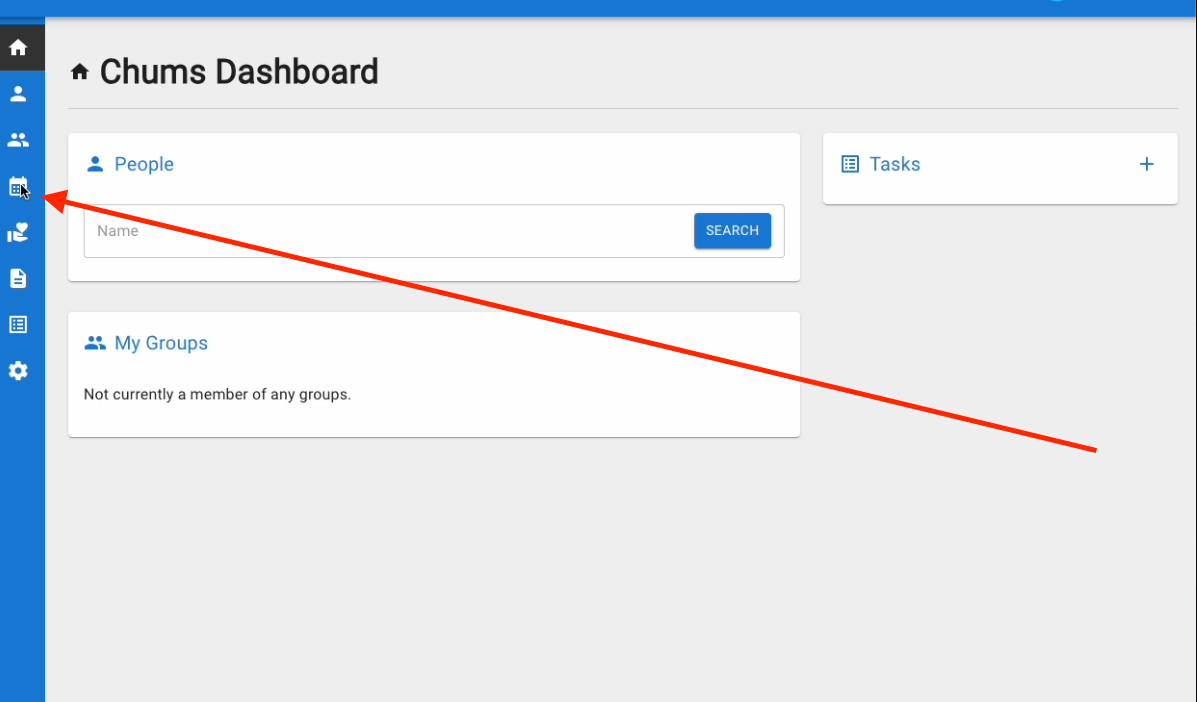 Chums Dashboard
People
Name
SEARCH
My Groups
Not currently a member of any groups.
Tasks